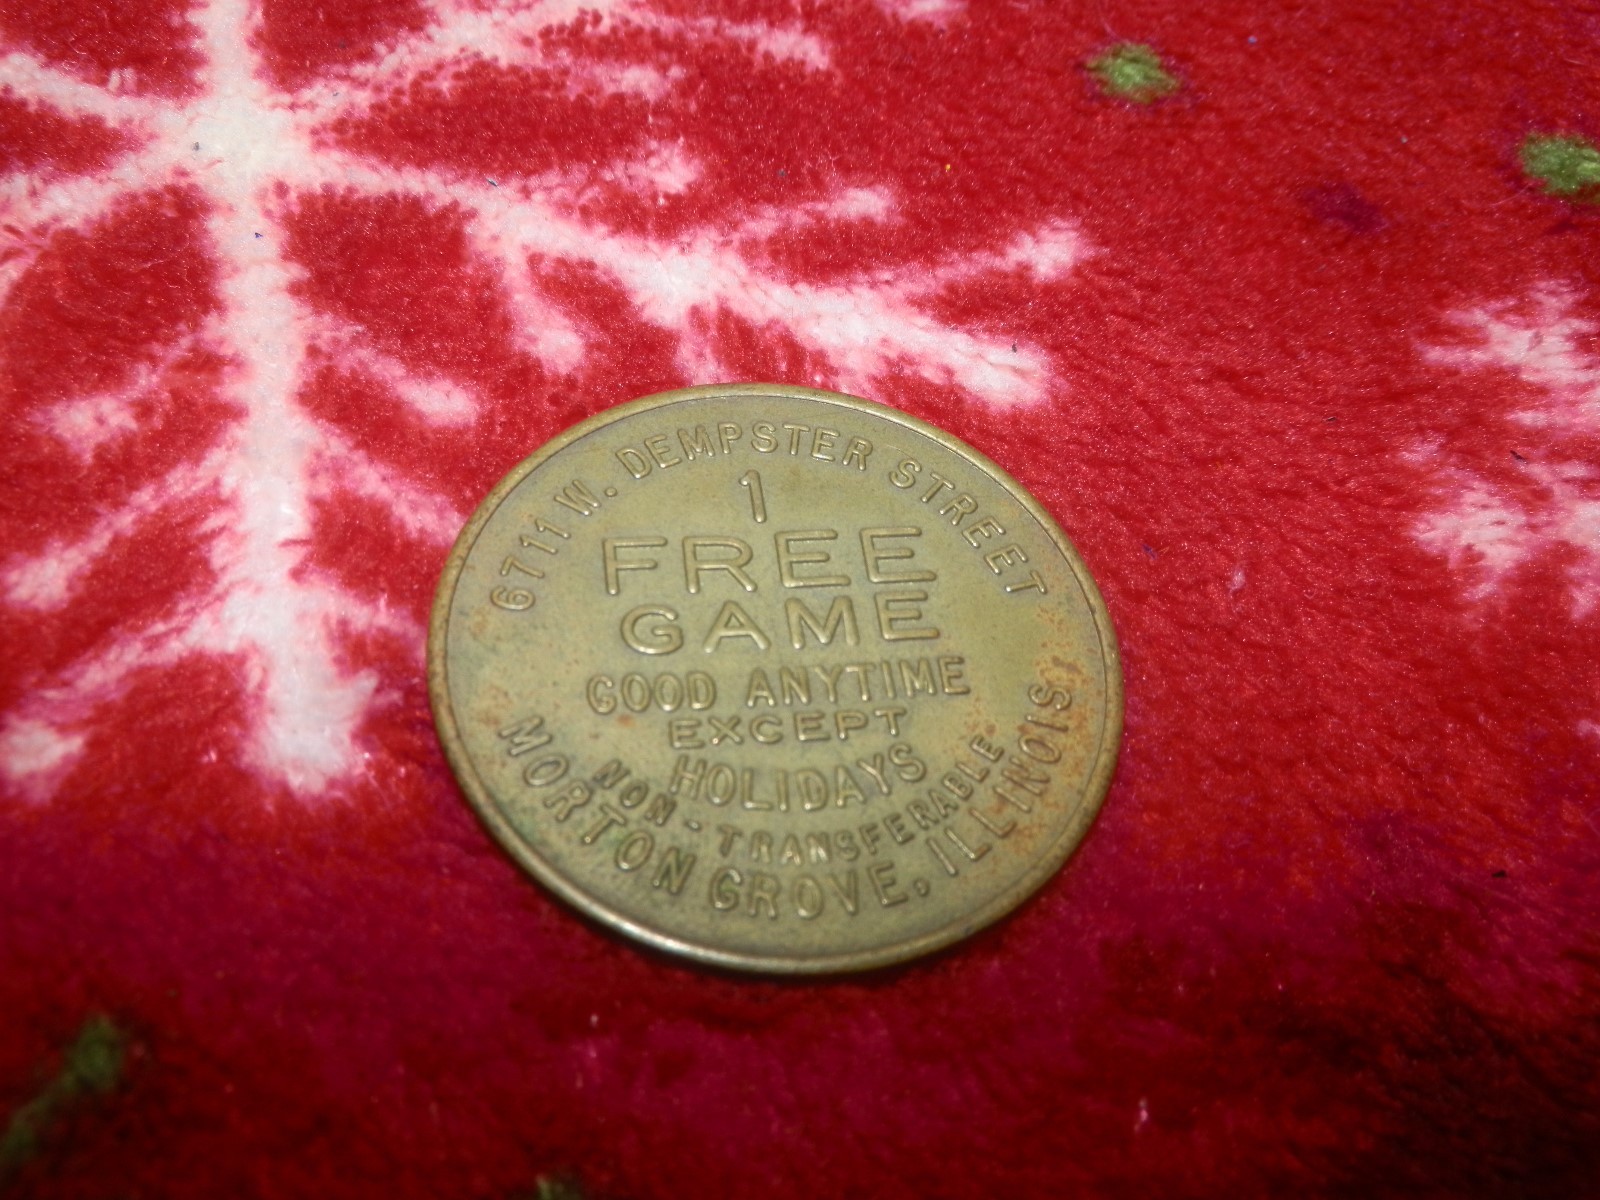 6711 W. DEMPSTER STREET
1
FREE
GAME
GOOD ANYTIME
EXCEPT
HOLIDAYS
NON-TRANSFERABLE
MORTON GROVE, ILLINOIS